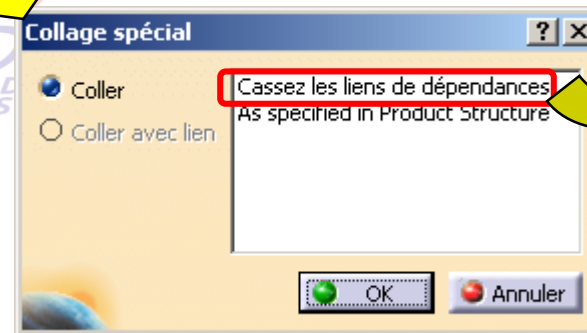 Collage spécial
Coller
Coller avec lien
Cassez les liens de dépendances
As specified in Product Structure
OK
Annuler